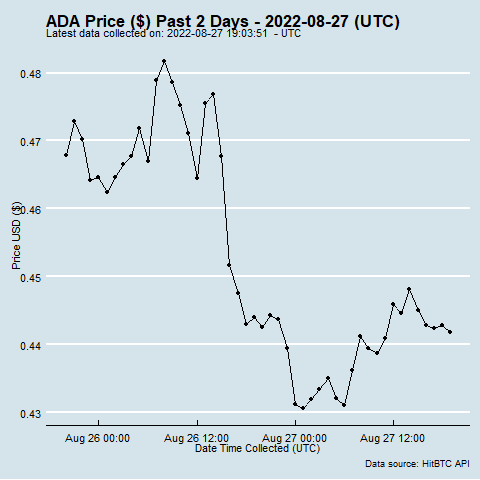 ADA Price ($) Past 2 Days - 2022-08-27 (UTC)
Latest data collected on: 2022-08-27 19:03:51  - UTC
0.48
0.47
0.46
0.45
0.44
0.43
Price USD ($)
Aug 26 00:00
Aug 26 12:00
Aug 27 00:00
Aug 27 12:00
Date Time Collected (UTC)
Data source: HitBTC API